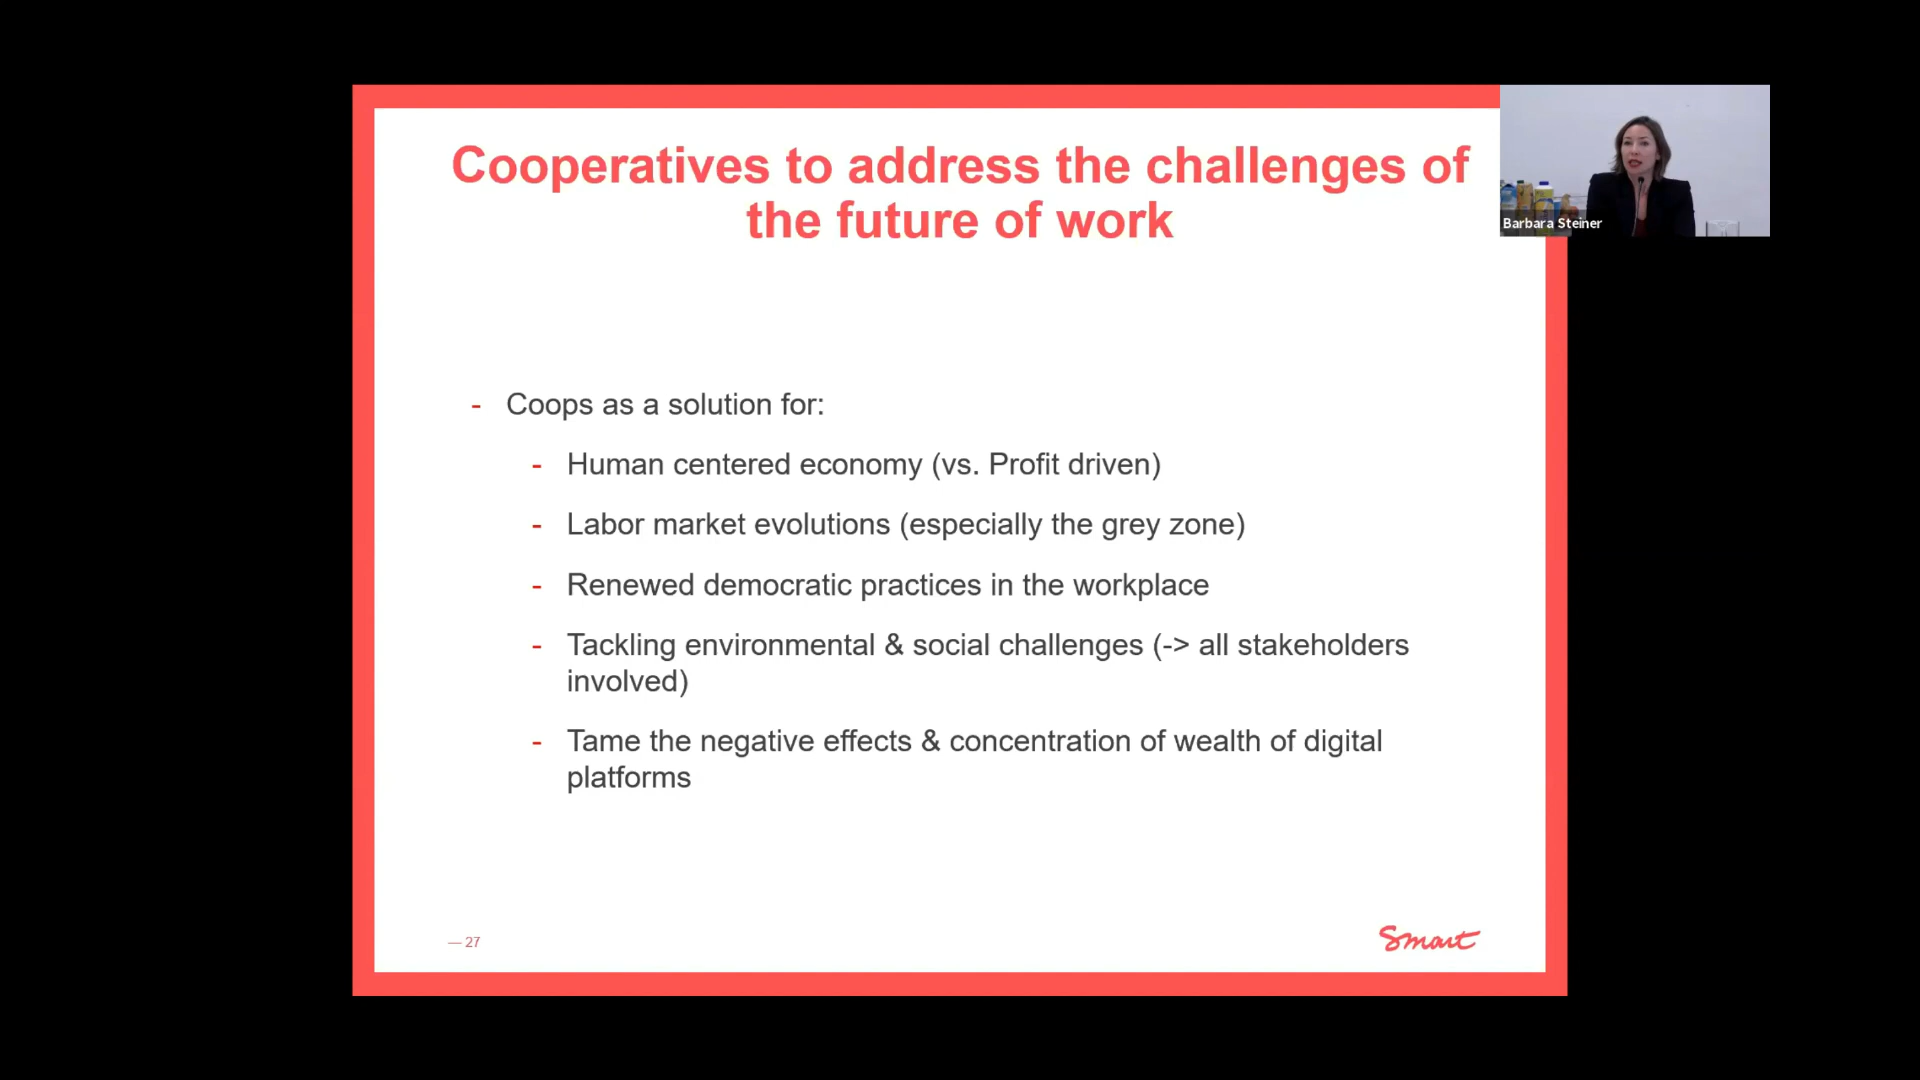 Cooperatives to address the challenges of
the future of work
Barbara Steiner
- Coops as a solution for:
- Human centered economy (vs. Profit driven)
- Labor market evolutions (especially the grey zone)
- Renewed democratic practices in the workplace
- Tackling environmental & social challenges (-> all stakeholders
involved)
- Tame the negative effects & concentration of wealth of digital
platforms
— 27
Smart